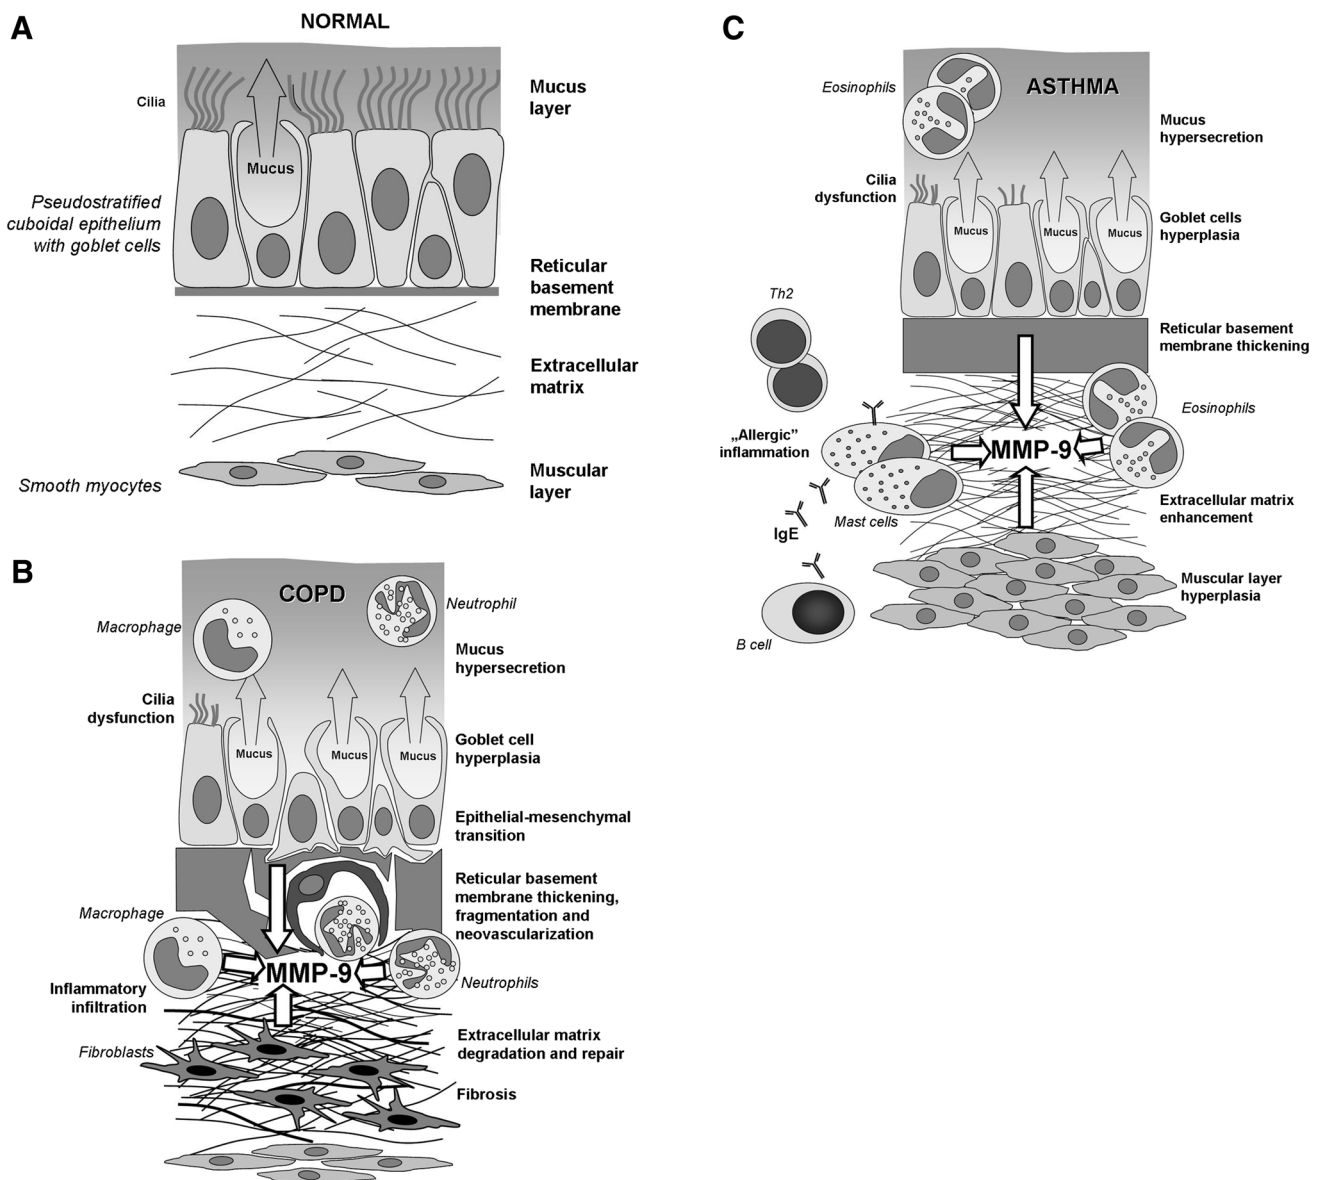 A
NORMAL
Cilia
Mucus
layer
Mucus
Pseudostratified
cuboidal epithelium
with goblet cells
Reticular
basement
membrane
Extracellular
matrix
Smooth myocytes
Muscular
layer
B
COPD
Macrophage
Neutrophil
Mucus
hypersecretion
Cilia
dysfunction
Mucus
Mucus
Mucus
Goblet cell
hyperplasia
Epithelial-mesenchymal
transition
Reticular basement
membrane thickening,
fragmentation and
neovascularization
Macrophage
MMP-9
Neutrophils
Inflammatory
infiltration
Fibroblasts
Extracellular matrix
degradation and repair
Fibrosis
C
ASTHMA
Eosinophils
Mucus
hypersecretion
Cilia
dysfunction
Mucus
Mucus
Mucus
Goblet cells
hyperplasia
Th2
Reticular basement
membrane thickening
Eosinophils
„Allergic”
inflammation
MMP-9
Mast cells
IgE
Extracellular matrix
enhancement
Muscular layer
hyperplasia
B cell